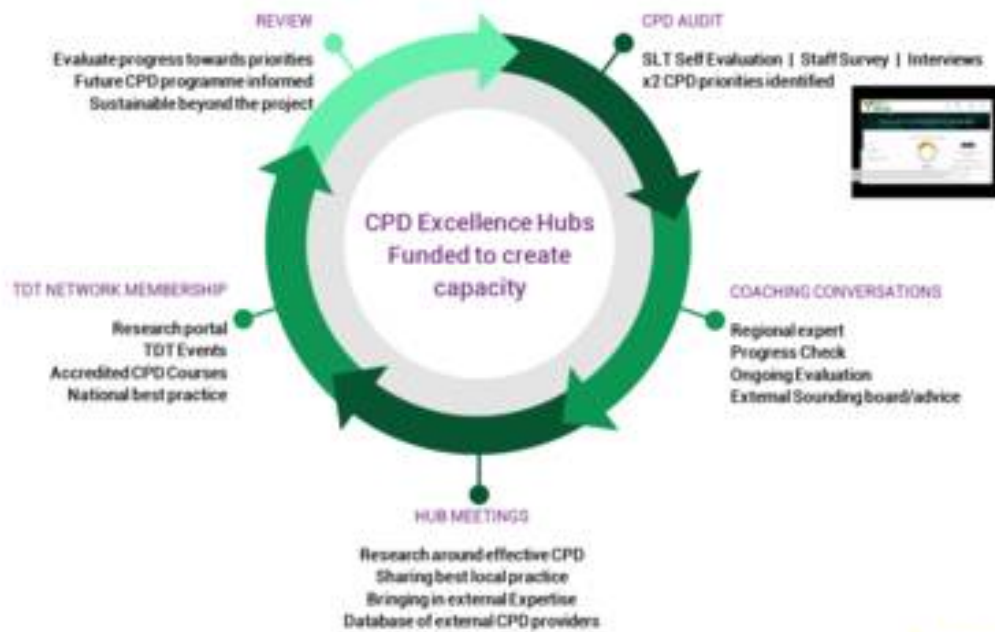 REVIEW
Evaluate progress towards priorities
Future CPD programme informed
Sustainable beyond the project
CPD AUDIT
SLT Self Evaluation | Staff Survey | Interviews
x2 CPD priorities identified
CPD Excellence Hubs
Funded to create
capacity
TDT NETWORK MEMBERSHIP
Research portal
TDT Events
Accredited CPD Courses
National best practice
COACHING CONVERSATIONS
Regional expert
Progress Check
Ongoing Evaluation
External Sounding board/advice
HUB MEETINGS
Research around effective CPD
Sharing best local practice
Bringing in external Expertise
Database of external CPD providers